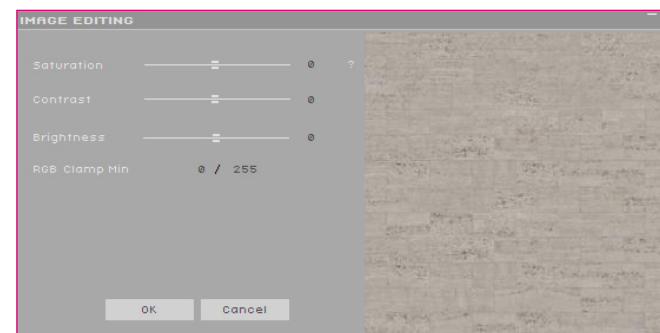 IMAGE EDITING
Saturation 0 ?
Contrast 0
Brightness 0
RGB Clamp Min 0 / 255
OK Cancel